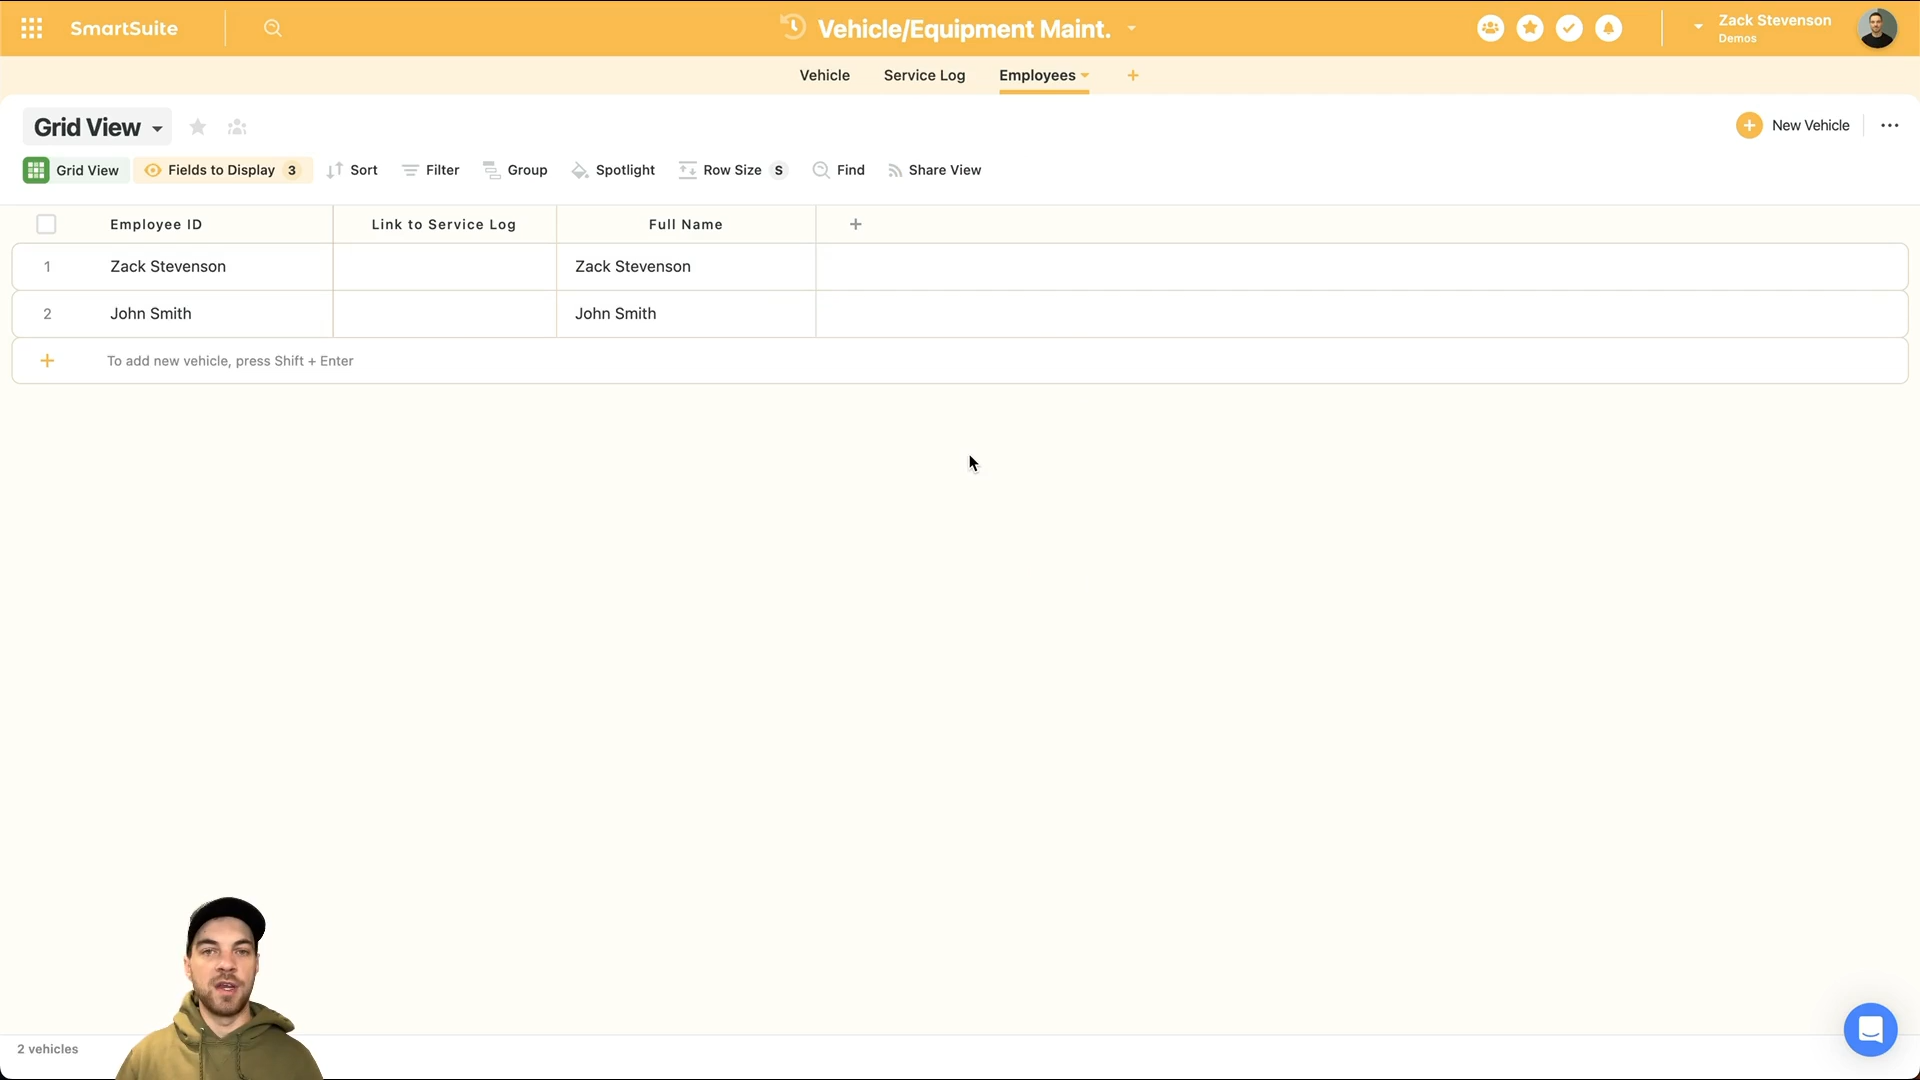 SmartSuite
Vehicle/Equipment Maint.
Zack Stevenson
Demos
Vehicle
Service Log
Employees
+
Grid View
New Vehicle
Grid View
Fields to Display 3
Sort
Filter
Group
Spotlight
Row Size S
Find
Share View
Employee ID
Link to Service Log
Full Name
+
1 Zack Stevenson Zack Stevenson
2 John Smith John Smith
+ To add new vehicle, press Shift + Enter
2 vehicles